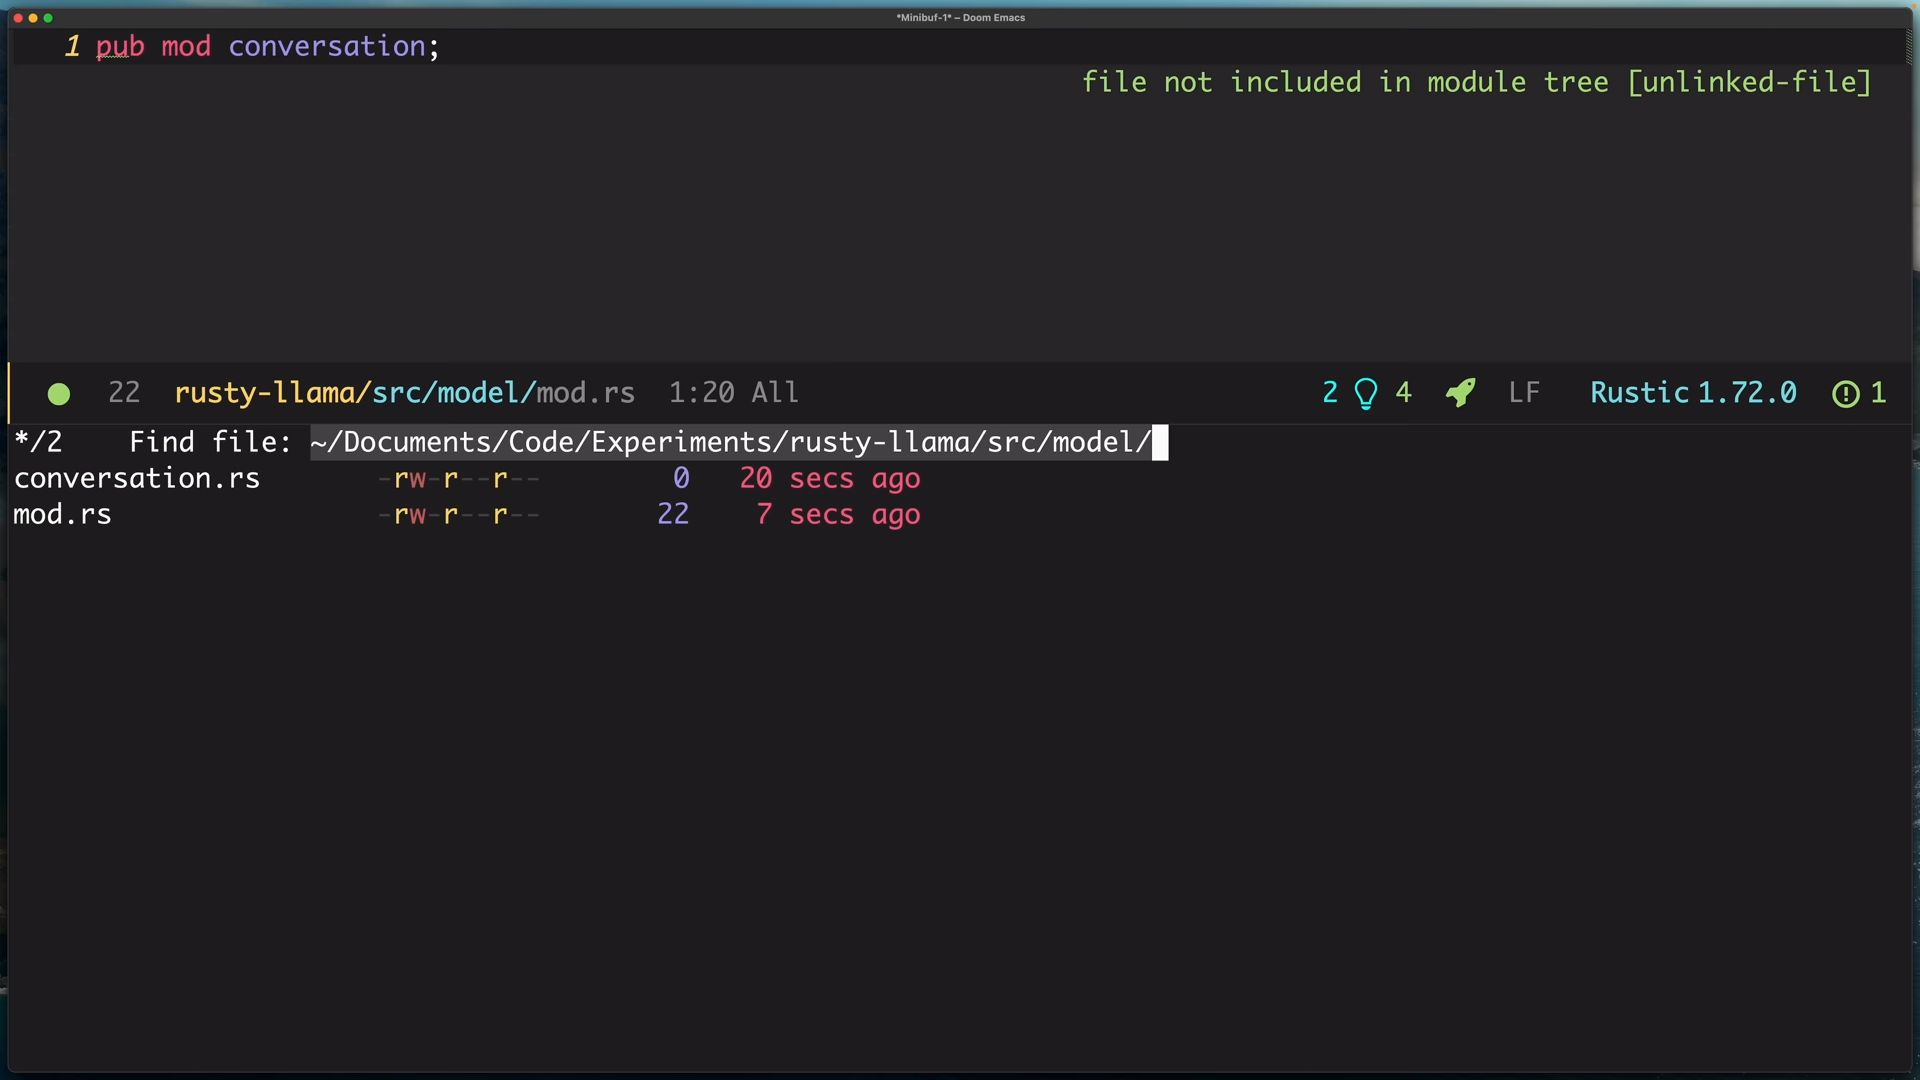 *Minibuf-1* – Doom Emacs
1 pub mod conversation;
file not included in module tree [unlinked-file]
22 rusty-llama/src/model/mod.rs 1:20 All 2 4 LF Rustic 1.72.0 1
*/2 Find file: ~/Documents/Code/Experiments/rusty-llama/src/model/
conversation.rs -rw-r--r-- 0 20 secs ago
mod.rs -rw-r--r-- 22 7 secs ago